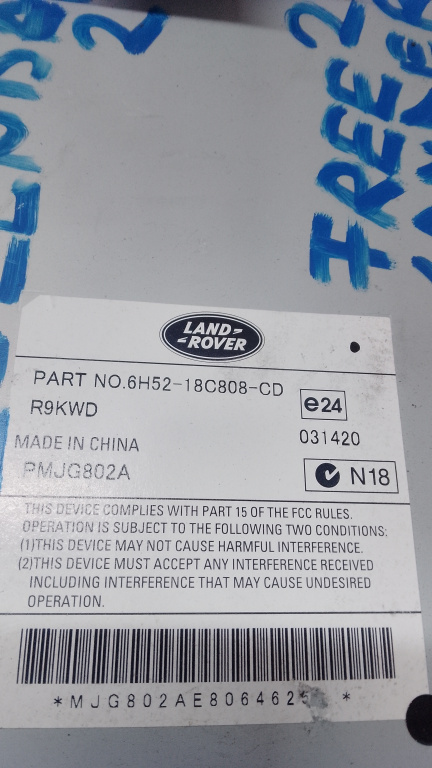 FREE 2
LAND-
-ROVER
PART NO.6H52-18C808-CD
R9KWD
e24
MADE IN CHINA
031420
PMJG802A
N18
THIS DEVICE COMPLIES WITH PART 15 OF THE FCC RULES.
OPERATION IS SUBJECT TO THE FOLLOWING TWO CONDITIONS:
(1)THIS DEVICE MAY NOT CAUSE HARMFUL INTERFERENCE.
(2)THIS DEVICE MUST ACCEPT ANY INTERFERENCE RECEIVED
INCLUDING INTERFERENCE THAT MAY CAUSE UNDESIRED
OPERATION.